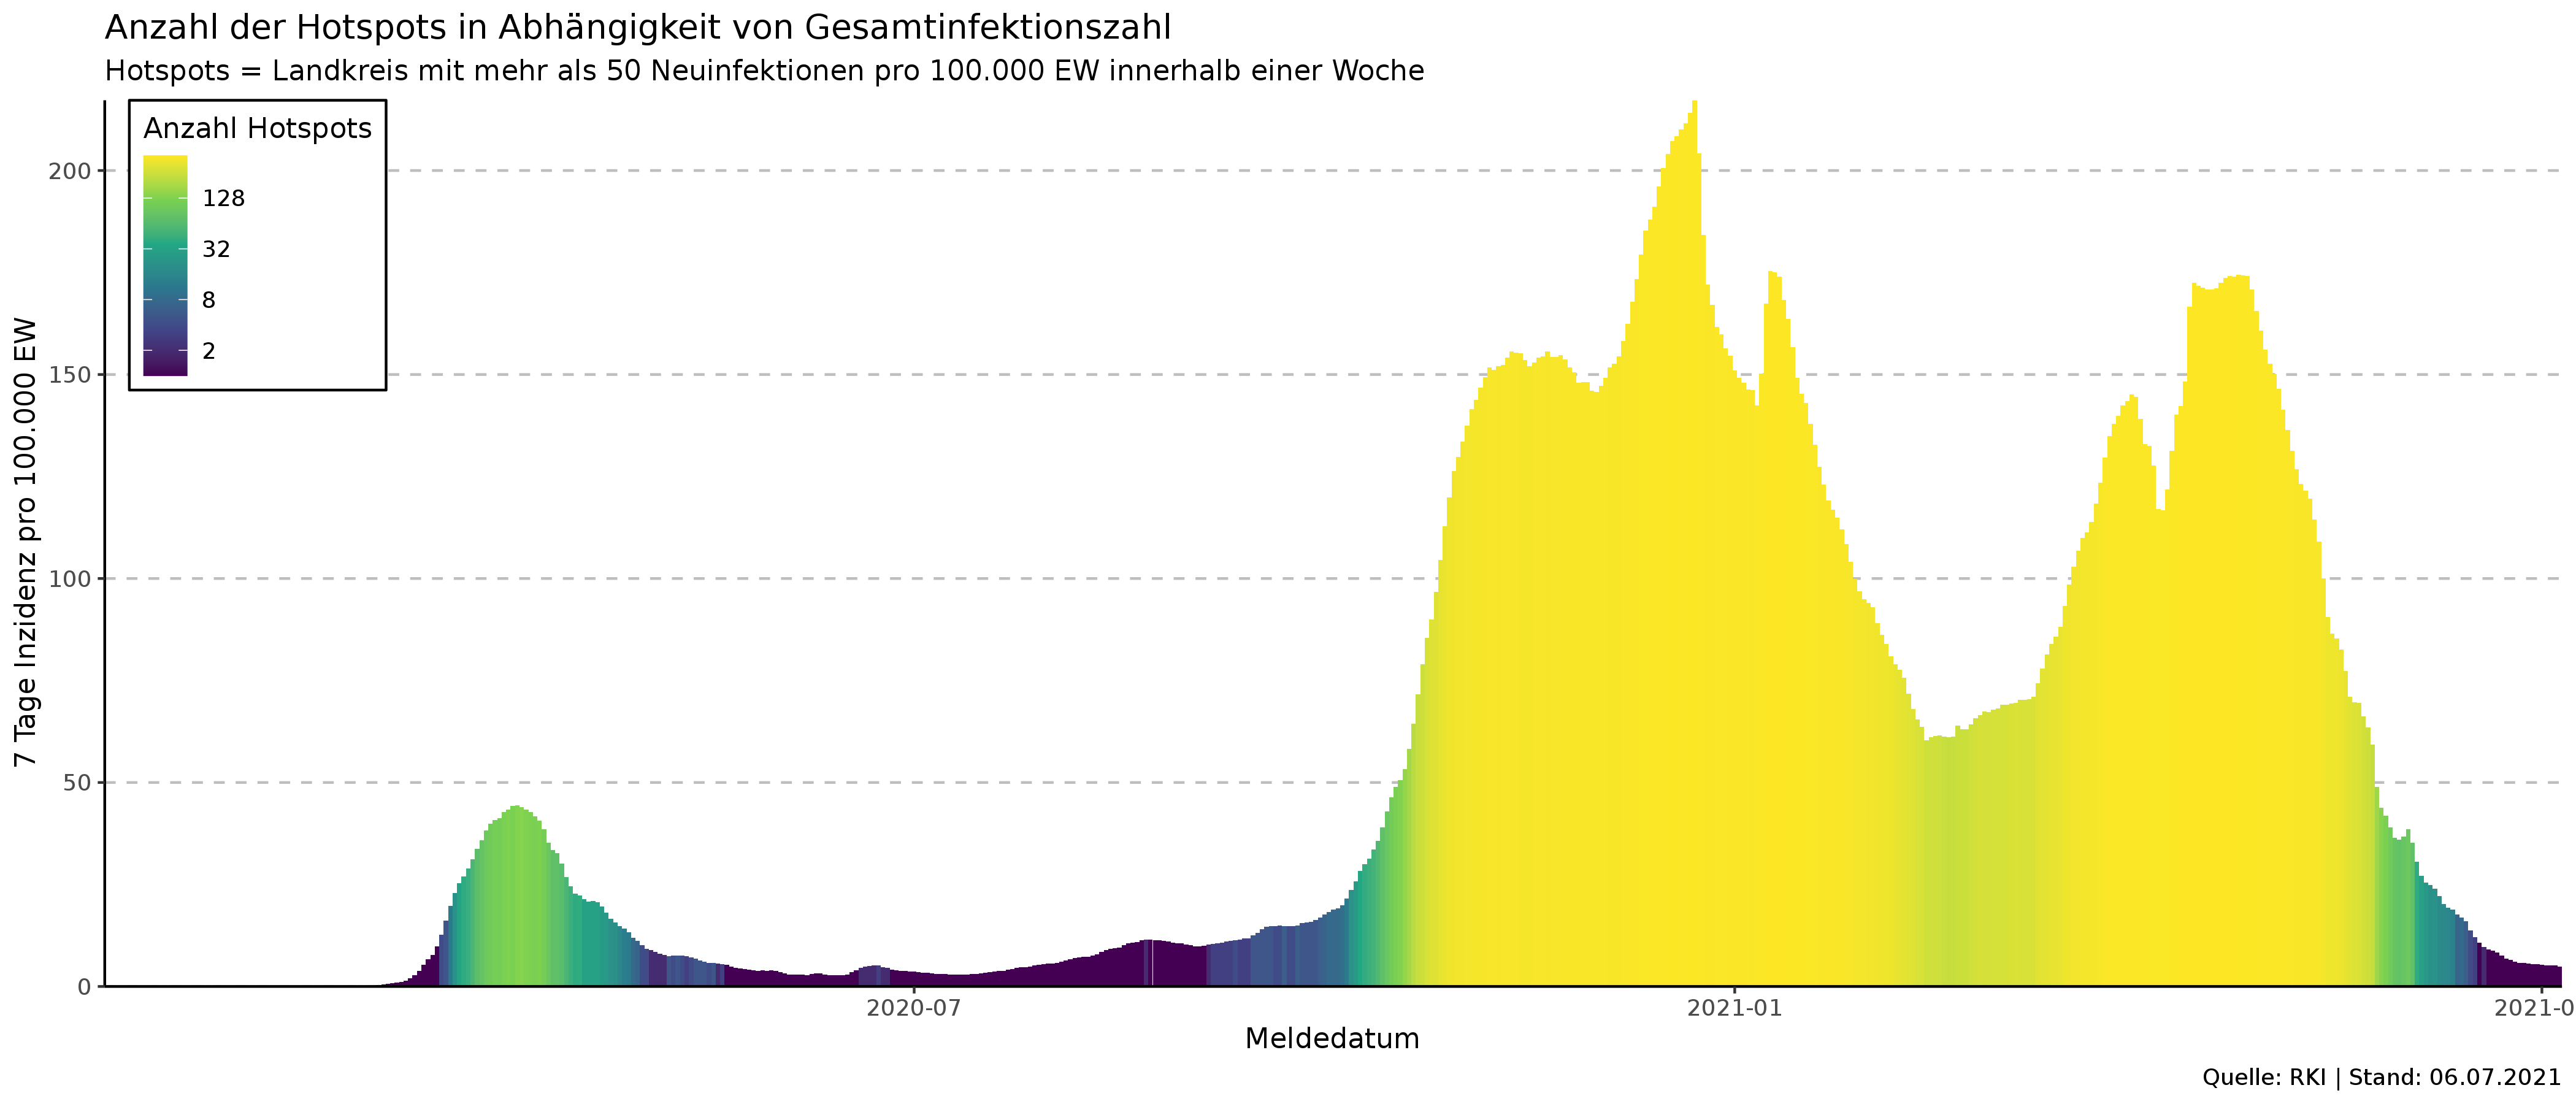 Anzahl der Hotspots in Abhängigkeit von Gesamtinfektionszahl
Hotspots = Landkreis mit mehr als 50 Neuinfektionen pro 100.000 EW innerhalb einer Woche
Anzahl Hotspots
128
32
8
2
7 Tage Inzidenz pro 100.000 EW
200
150
100
50
0
2020-07
2021-01
2021-0
Meldedatum
Quelle: RKI | Stand: 06.07.2021